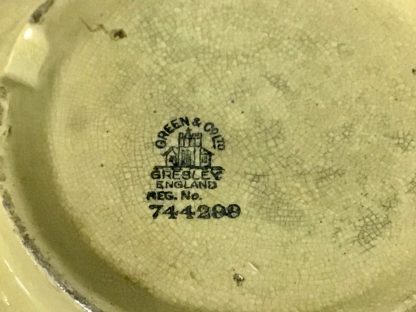 GREEN & CO LTD
GRESLEY
ENGLAND
REG. No.
744299